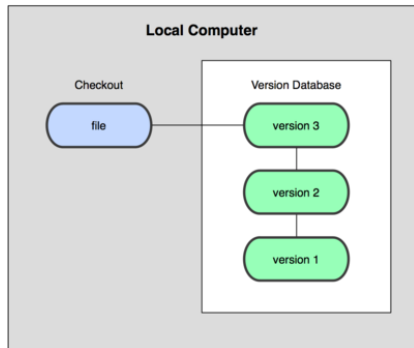 Local Computer
Checkout
Version Database
file
version 3
version 2
version 1